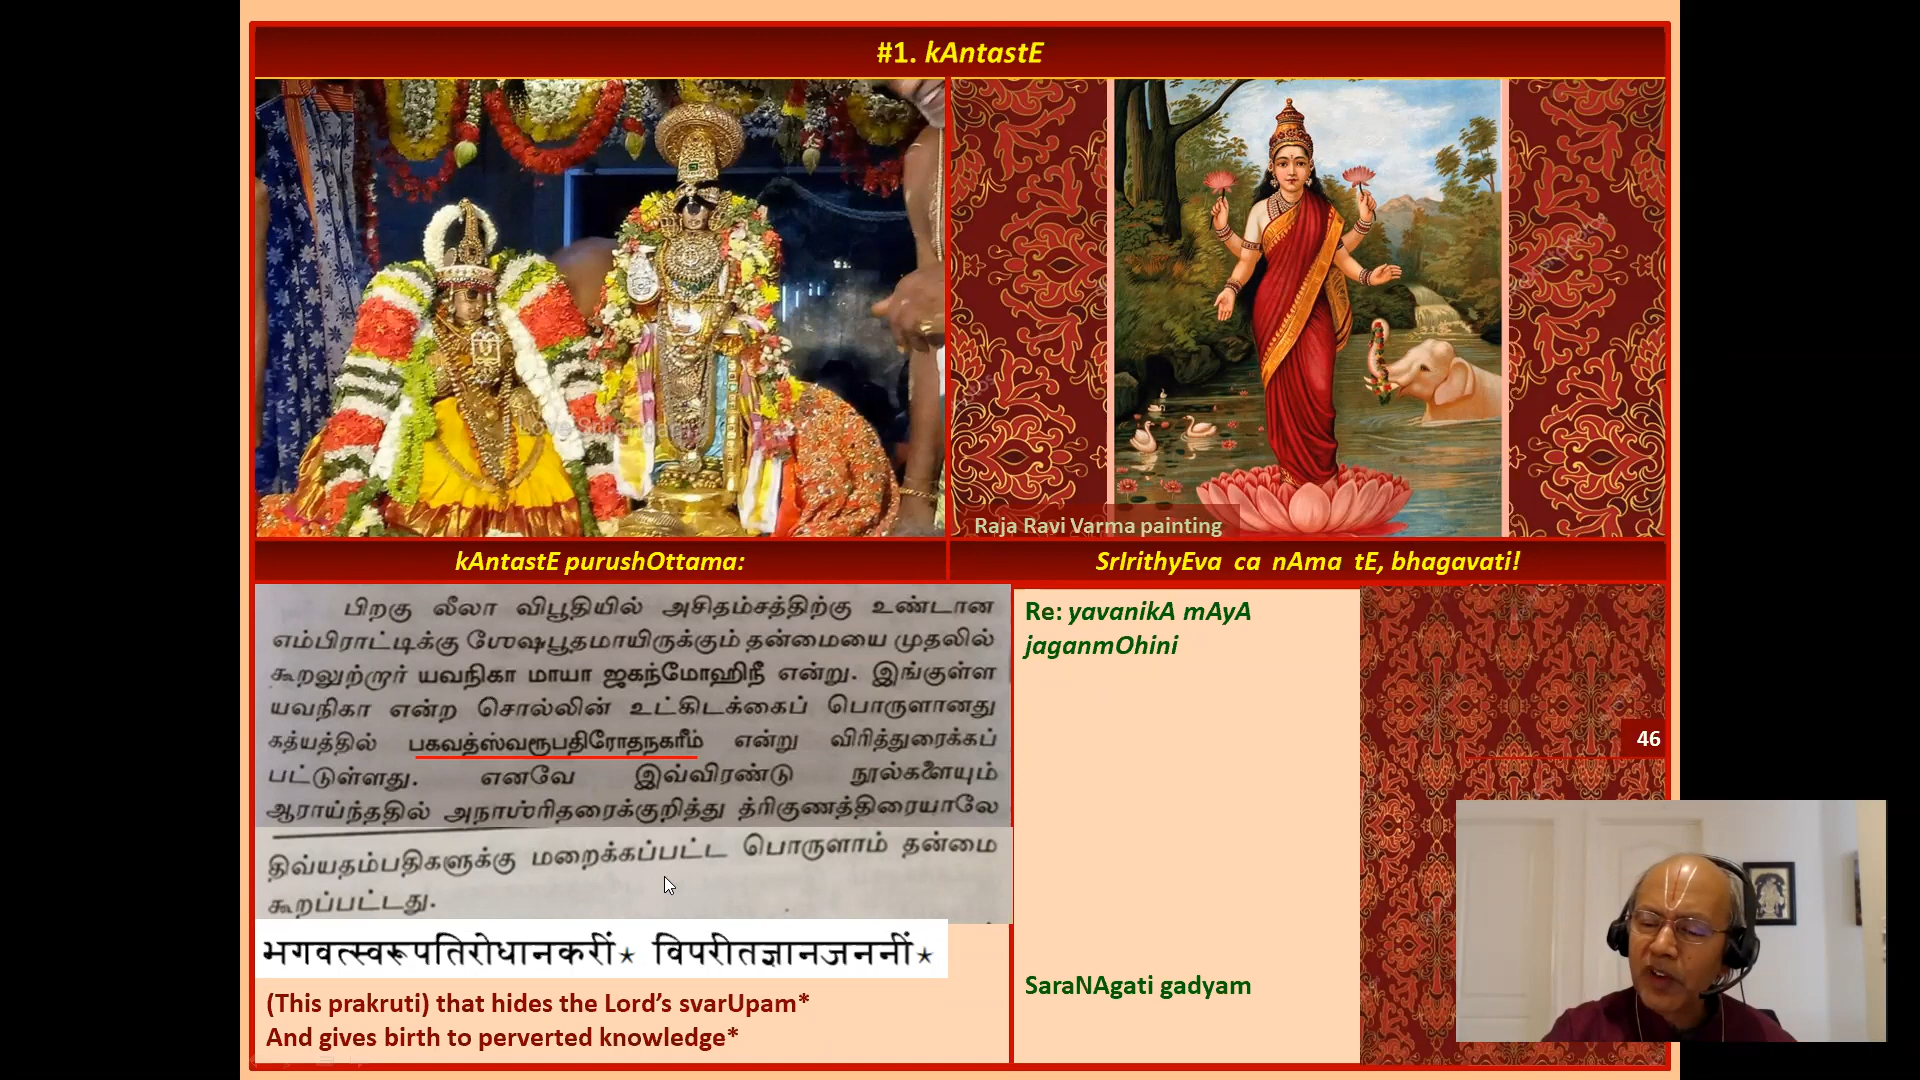 #1. kAntastE
Love Srirangam
Raja Ravi Varma painting
kAntastE purushOttama:
SrIrithyEva ca nAma tE, bhagavati!
பிறகு லீலா விபூதியில் அசிதம்சத்திற்கு உண்டான
எம்பிராட்டிக்கு ஶேஷபூதமாயிருக்கும் தன்மையை முதலில்
கூறலுற்றார் யவநிகா மாயா ஜகந்மோஹிநீ என்று. இங்குள்ள
யவநிகா என்ற சொல்லின் உட்கிடக்கைப் பொருளானது
கத்யத்தில் பகவத்ஸ்வரூபதிரோதநகரீம் என்று விரித்துரைக்கப்
பட்டுள்ளது. எனவே இவ்விரண்டு நூல்களையும்
ஆராய்ந்ததில் அநாஶ்ரிதரைக்குறித்து த்ரிகுணத்திரையாலே
திவ்யதம்பதிகளுக்கு மறைக்கப்பட்ட பொருளாம் தன்மை
கூறப்பட்டது.
भगवत्स्वरूपतिरोधानकरीं⋆ विपरीतज्ञानजननीं⋆
(This prakruti) that hides the Lord’s svarUpam*
And gives birth to perverted knowledge*
Re: yavanikA mAyA
jaganmOhini
SaraNAgati gadyam
46